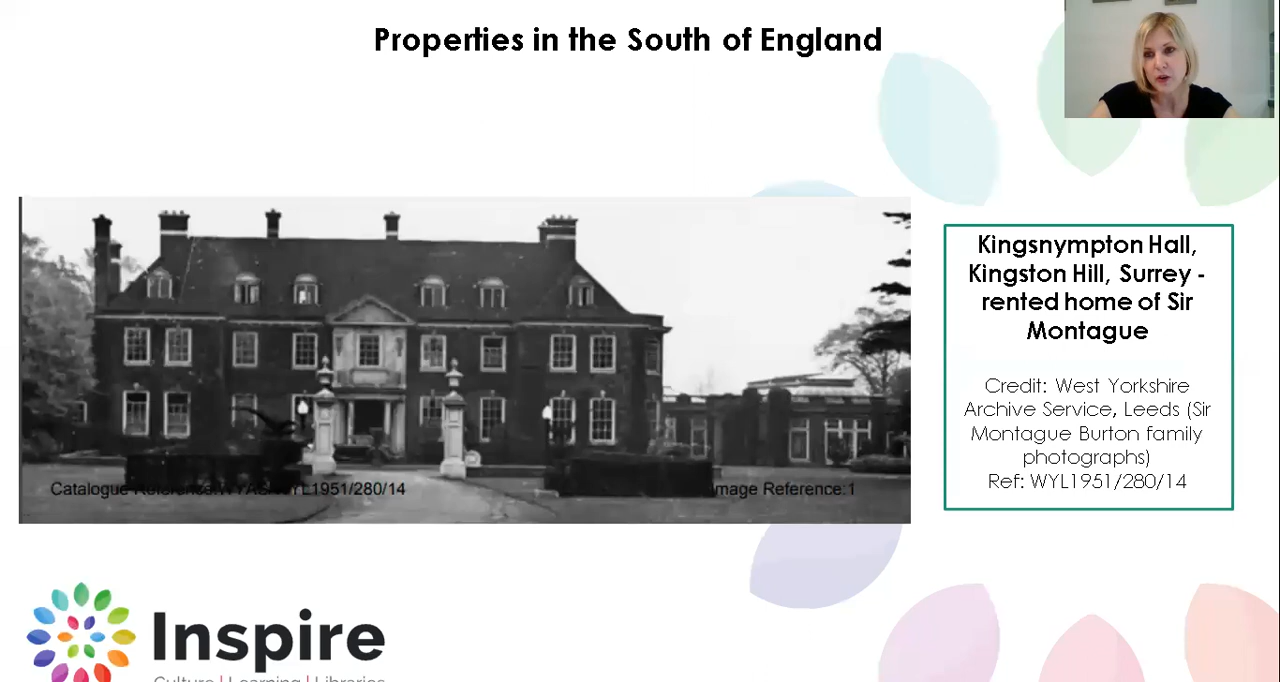 Properties in the South of England
Kingsnympton Hall,
Kingston Hill, Surrey -
rented home of Sir
Montague
Credit: West Yorkshire
Archive Service, Leeds (Sir
Montague Burton family
photographs)
Ref: WYL1951/280/14
Catalogue Reference:WYAS WYL1951/280/14
Image Reference:1
Inspire
Culture | Learning | Libraries